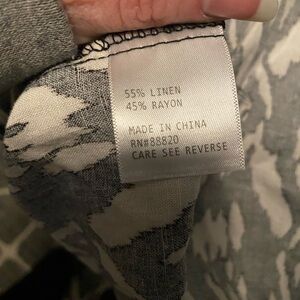 55% LINEN
45% RAYON
MADE IN CHINA
RN#88820
CARE SEE REVERSE